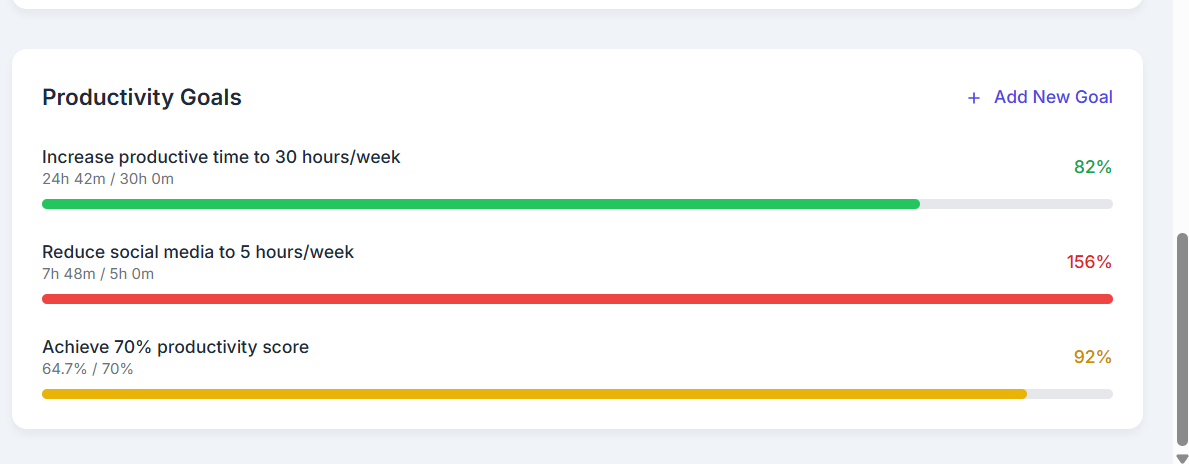 Productivity Goals
+ Add New Goal
Increase productive time to 30 hours/week
24h 42m / 30h 0m
82%
Reduce social media to 5 hours/week
7h 48m / 5h 0m
156%
Achieve 70% productivity score
64.7% / 70%
92%